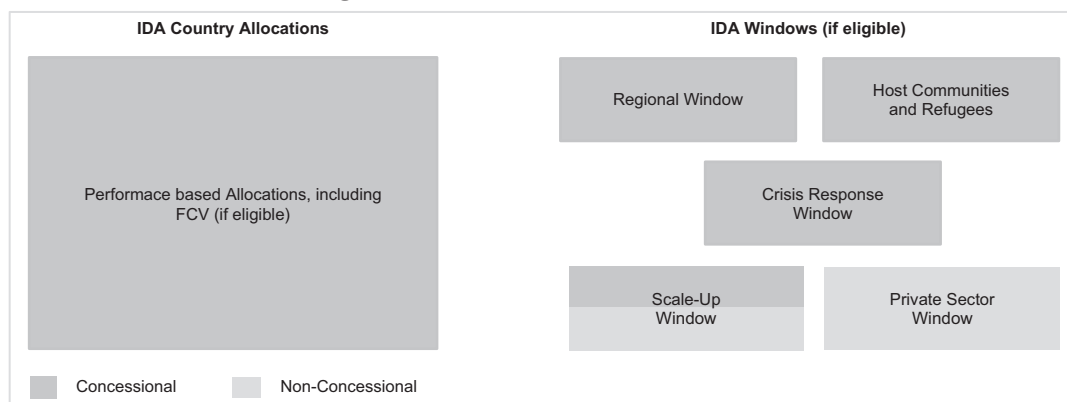 IDA Country Allocations
IDA Windows (if eligible)
Performace based Allocations, including
FCV (if eligible)
Regional Window
Host Communities
and Refugees
Crisis Response
Window
Scale-Up
Window
Private Sector
Window
Concessional
Non-Concessional